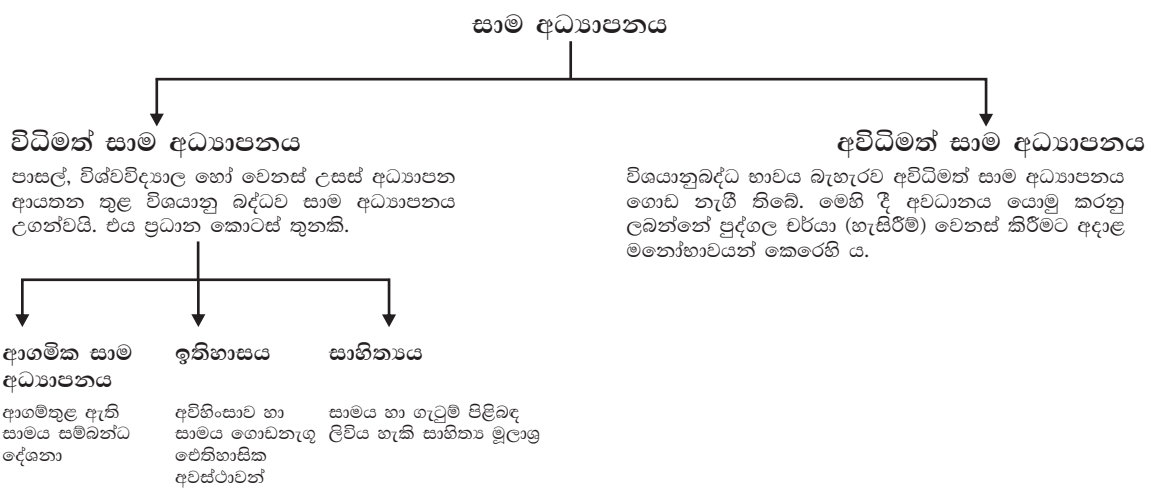 සාම අධ්‍යාපනය
විධිමත් සාම අධ්‍යාපනය
පාසල්, විශ්වවිද්‍යාල හෝ වෙනස් උසස් අධ්‍යාපන
ආයතන තුළ විශයානු බද්ධව සාම අධ්‍යාපනය
උගන්වයි. එය ප්‍රධාන කොටස් තුනකි.
අවිධිමත් සාම අධ්‍යාපනය
විශයානුබද්ධ භාවය බැහැරව අවිධිමත් සාම අධ්‍යාපනය
ගොඩ නැගී තිබේ. මෙහි දී අවධානය යොමු කරනු
ලබන්නේ පුද්ගල චර්යා (හැසිරීම්) වෙනස් කිරීමට අදාළ
මනෝභාවයන් කෙරෙහි ය.
ආගමික සාම
අධ්‍යාපනය
ආගම්තුළ ඇති
සාමය සම්බන්ධ
දේශනා
ඉතිහාසය
අවිහිංසාව හා
සාමය ගොඩනැගූ
ඓතිහාසික
අවස්ථාවන්
සාහිත්‍යය
සාමය හා ගැටුම් පිළිබඳ
ලිවිය හැකි සාහිත්‍ය මූලාශ්‍ර